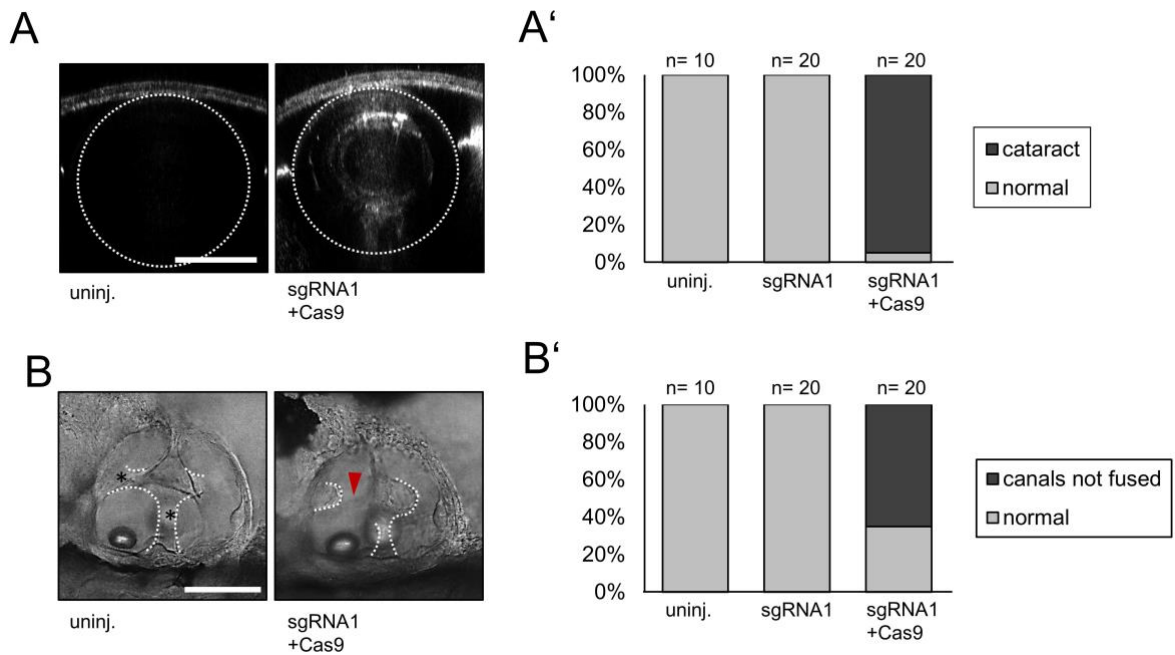 A
uninj.
sgRNA1
+Cas9
A‘
n= 10
n= 20
n= 20
100%
80%
60%
40%
20%
0%
uninj.
sgRNA1
sgRNA1
+Cas9
cataract
normal
B
*
*
uninj.
sgRNA1
+Cas9
B‘
n= 10
n= 20
n= 20
100%
80%
60%
40%
20%
0%
uninj.
sgRNA1
sgRNA1
+Cas9
canals not fused
normal